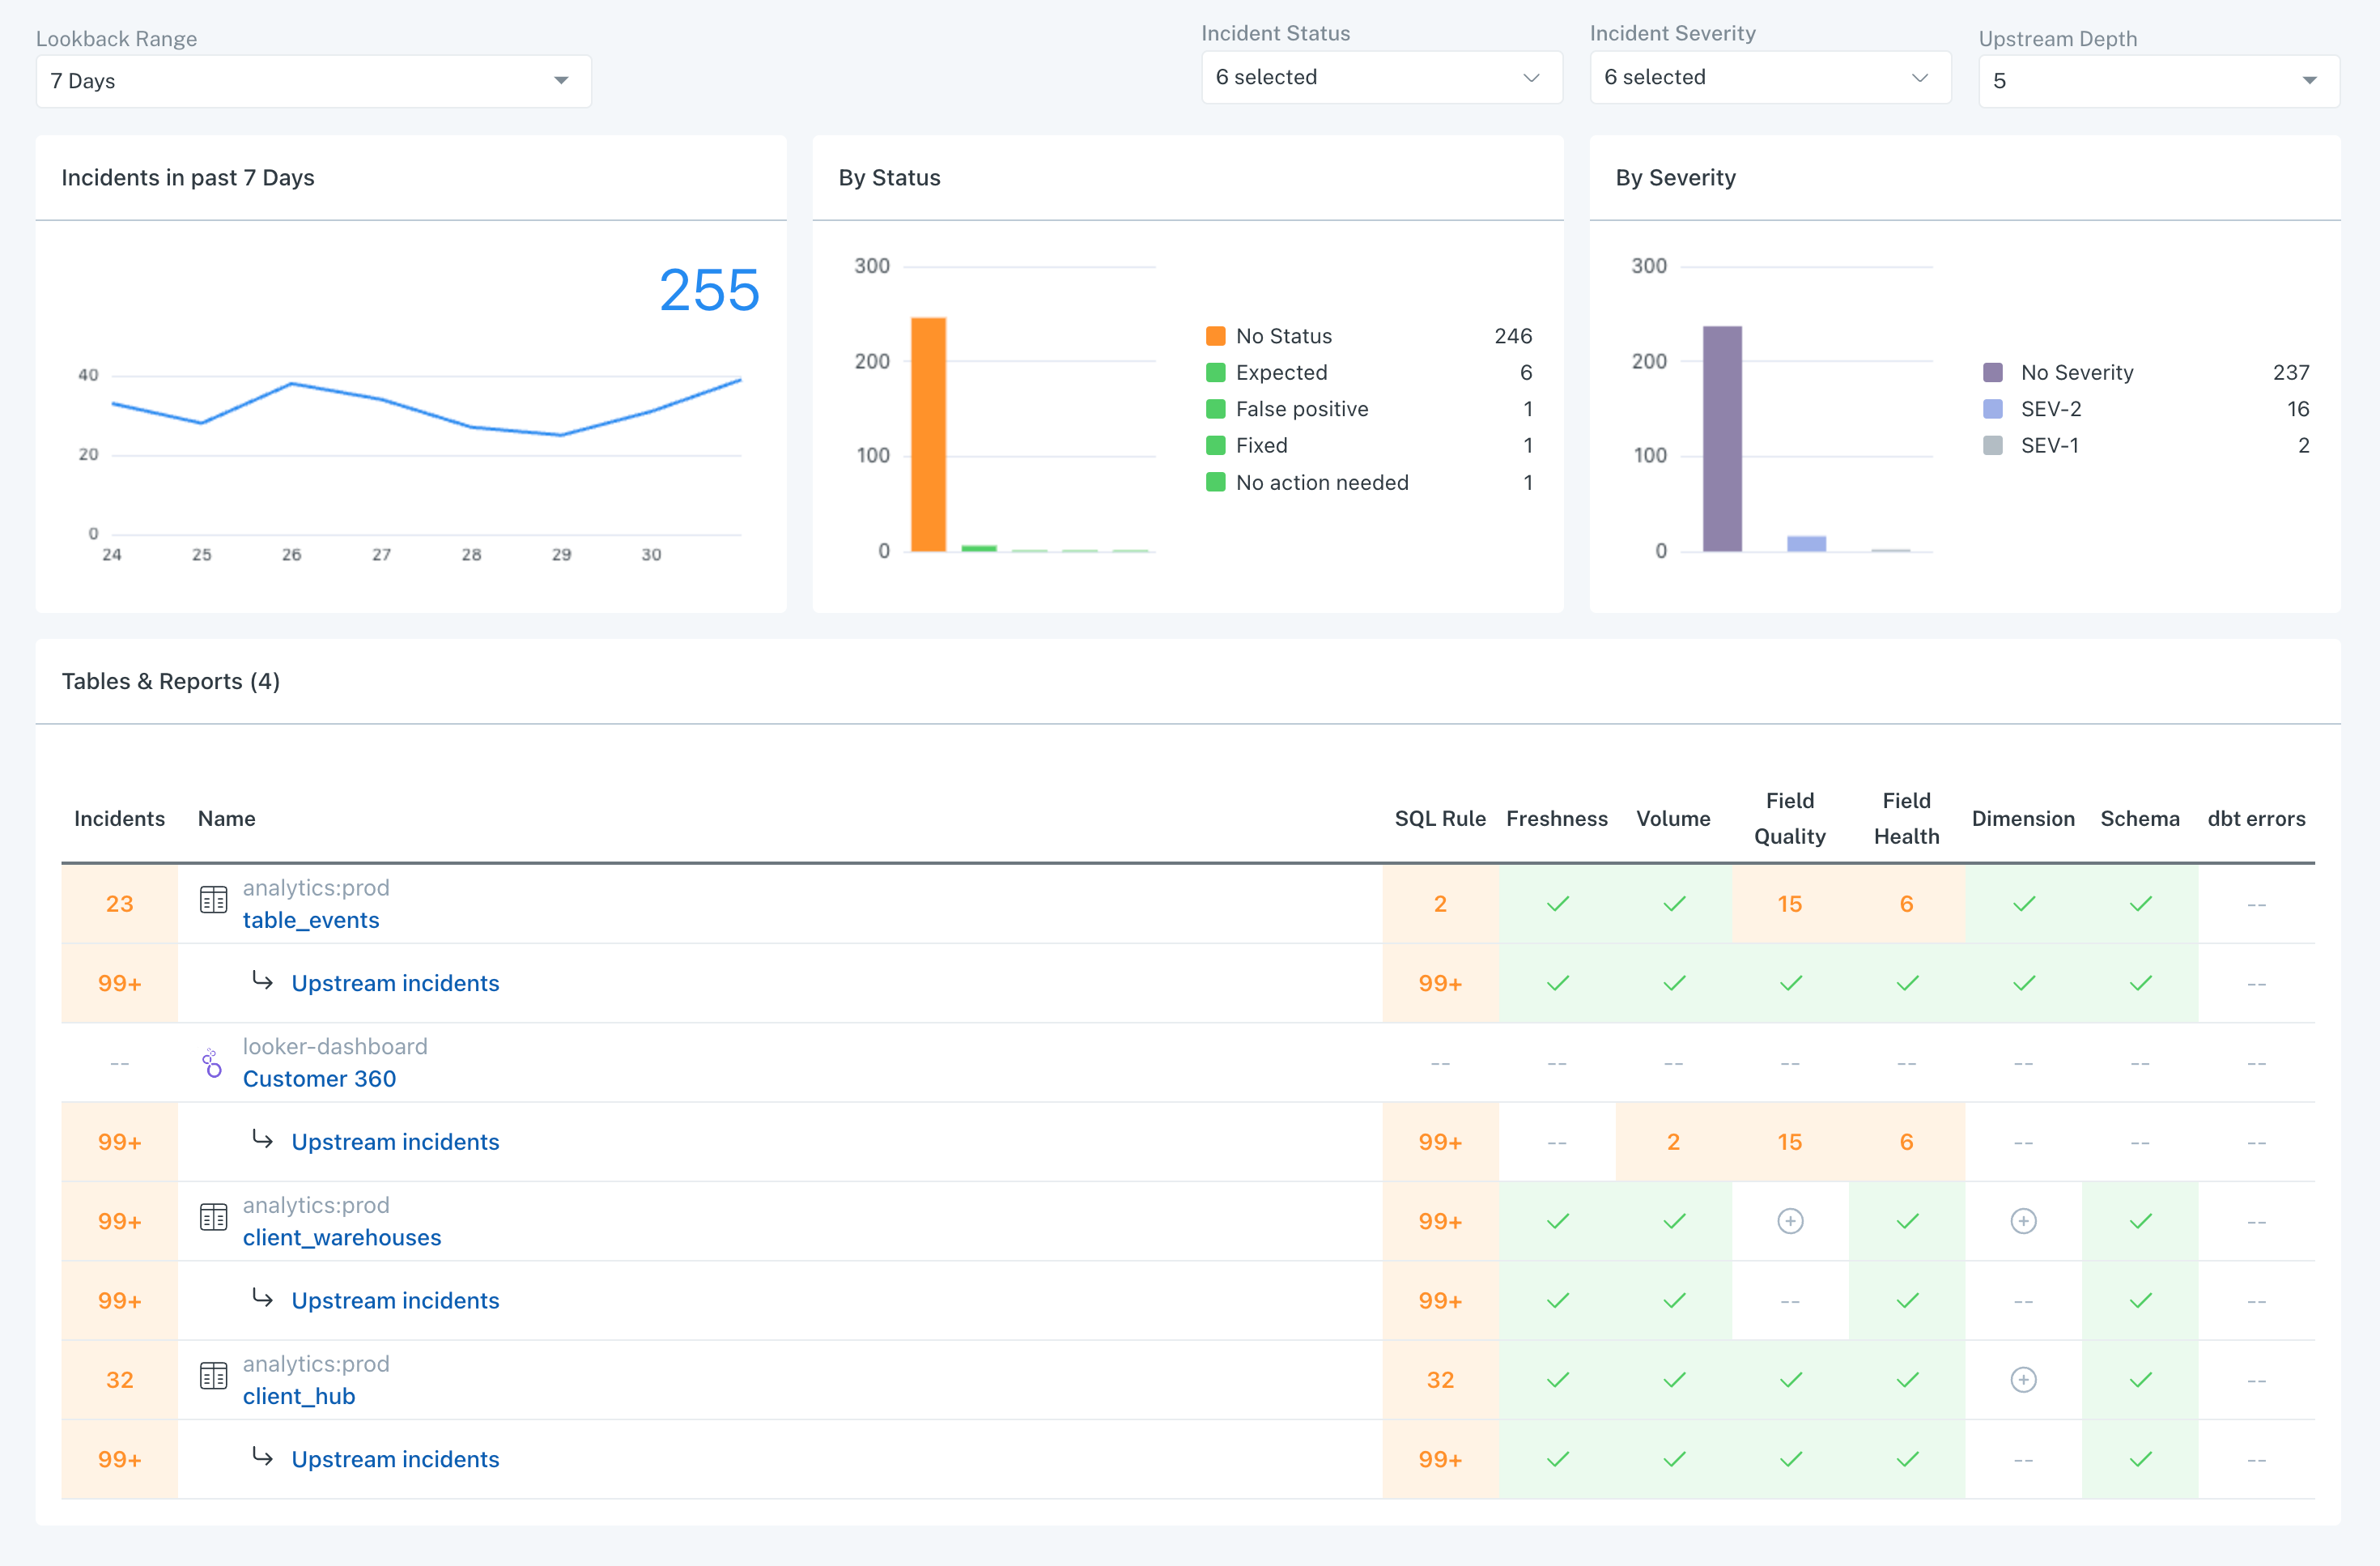 Lookback Range
7 Days
Incident Status
6 selected
Incident Severity
6 selected
Upstream Depth
5
Incidents in past 7 Days
255
40
20
0
24 25 26 27 28 29 30
By Status
300
200
100
0
No Status 246
Expected 6
False positive 1
Fixed 1
No action needed 1
By Severity
300
200
100
0
No Severity 237
SEV-2 16
SEV-1 2
Tables & Reports (4)
Incidents Name SQL Rule Freshness Volume Field Quality Field Health Dimension Schema dbt errors
analytics:prod
23 table_events 2 15 6 --
99+ Upstream incidents 99+ --
looker-dashboard
-- Customer 360 -- -- -- -- -- -- -- --
99+ Upstream incidents 99+ -- 2 15 6 -- -- --
analytics:prod
99+ client_warehouses 99+ --
99+ Upstream incidents 99+ -- -- --
analytics:prod
32 client_hub 32 --
99+ Upstream incidents 99+ -- --